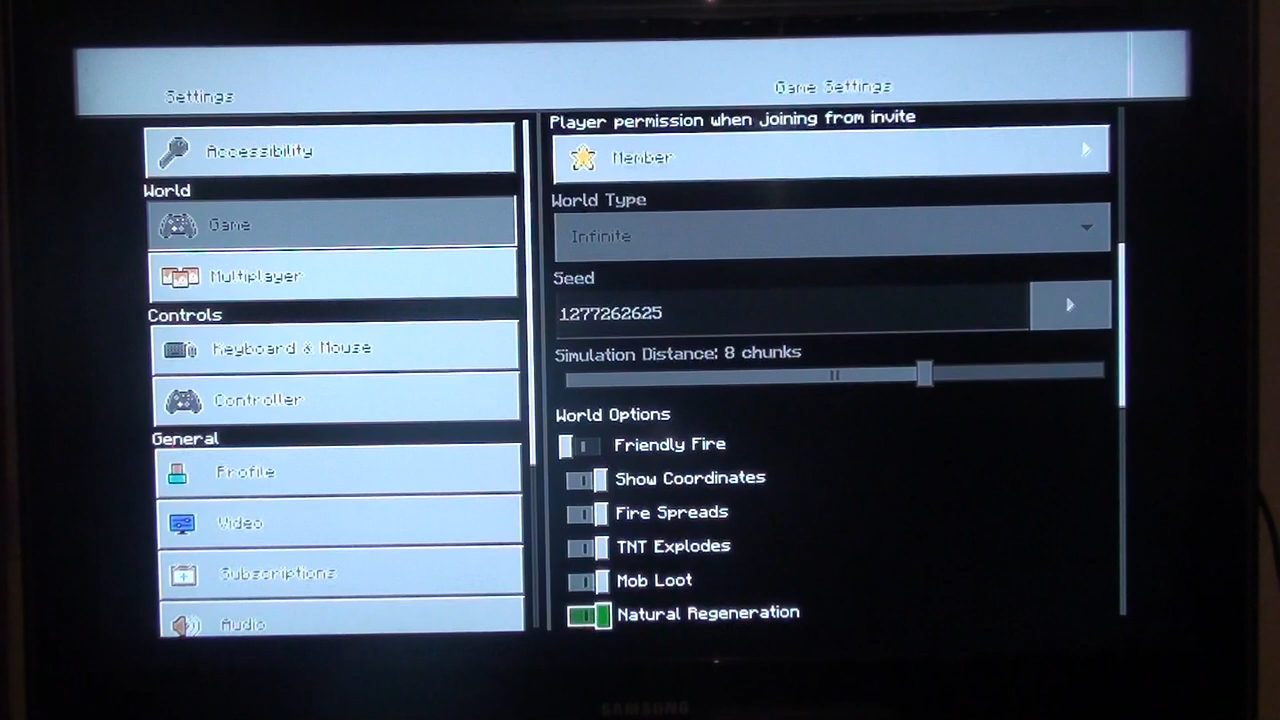 Settings
Game Settings
Accessibility
World
Game
Multiplayer
Controls
Keyboard & Mouse
Controller
General
Profile
Video
Subscriptions
Audio
Player permission when joining from invite
Member
World Type
Infinite
Seed
1277262625
Simulation Distance: 8 chunks
World Options
Friendly Fire
Show Coordinates
Fire Spreads
TNT Explodes
Mob Loot
Natural Regeneration
SAMSUNG